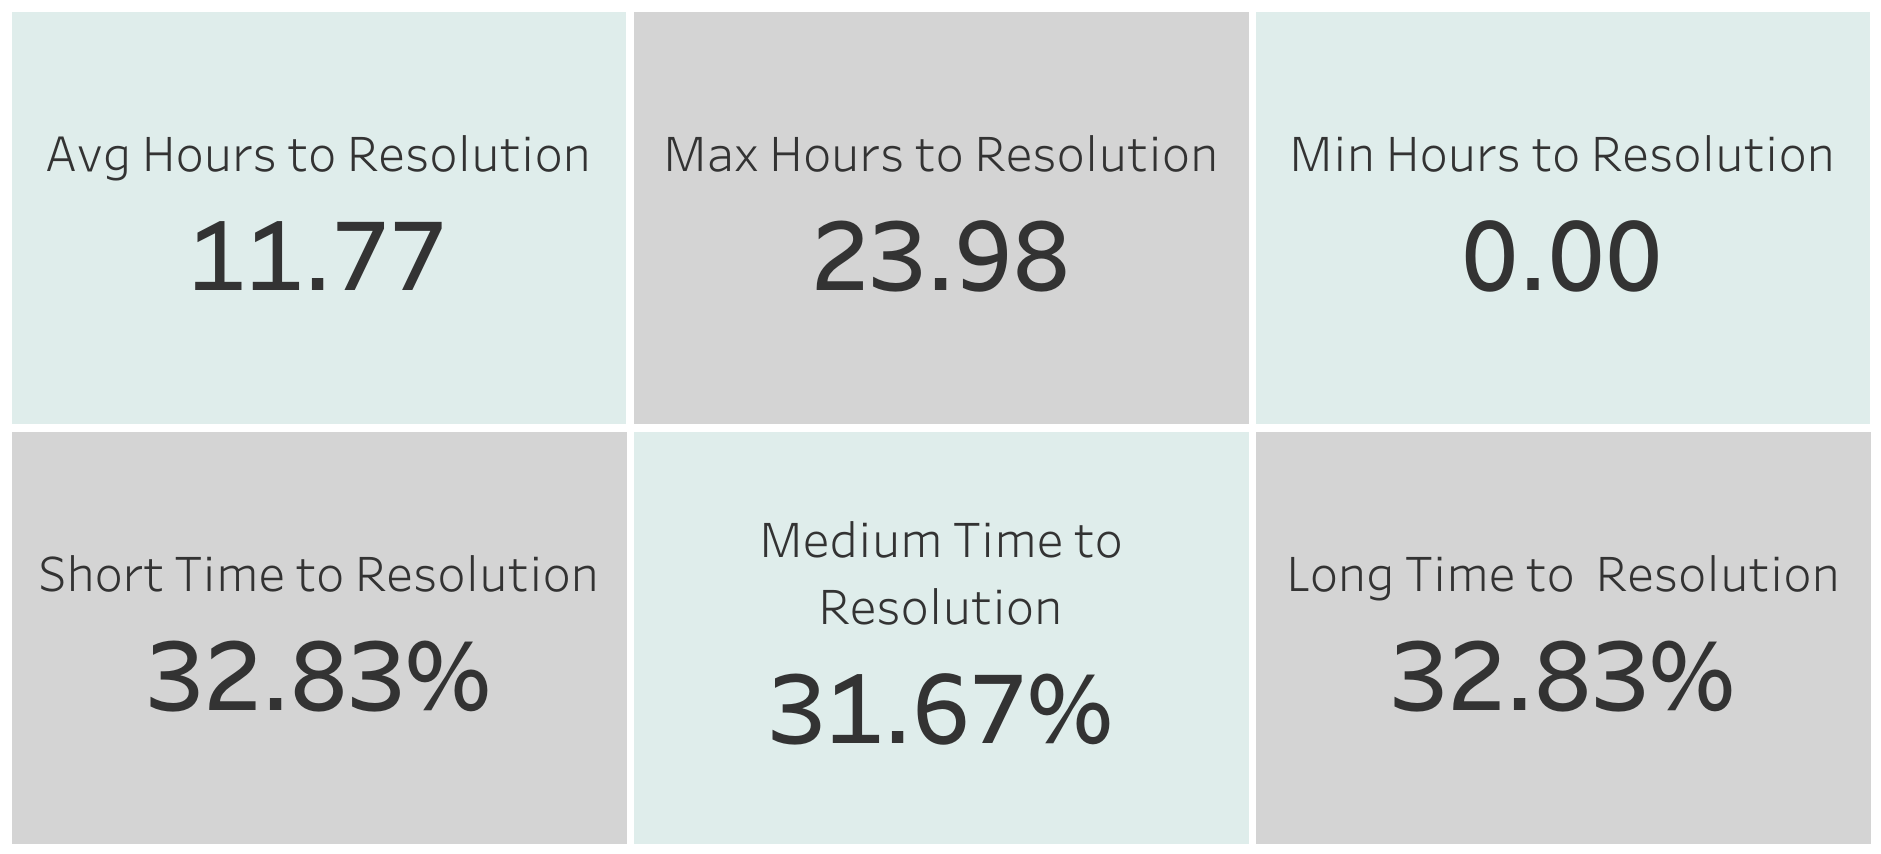 Avg Hours to Resolution
11.77
Max Hours to Resolution
23.98
Min Hours to Resolution
0.00
Short Time to Resolution
32.83%
Medium Time to
Resolution
31.67%
Long Time to  Resolution
32.83%